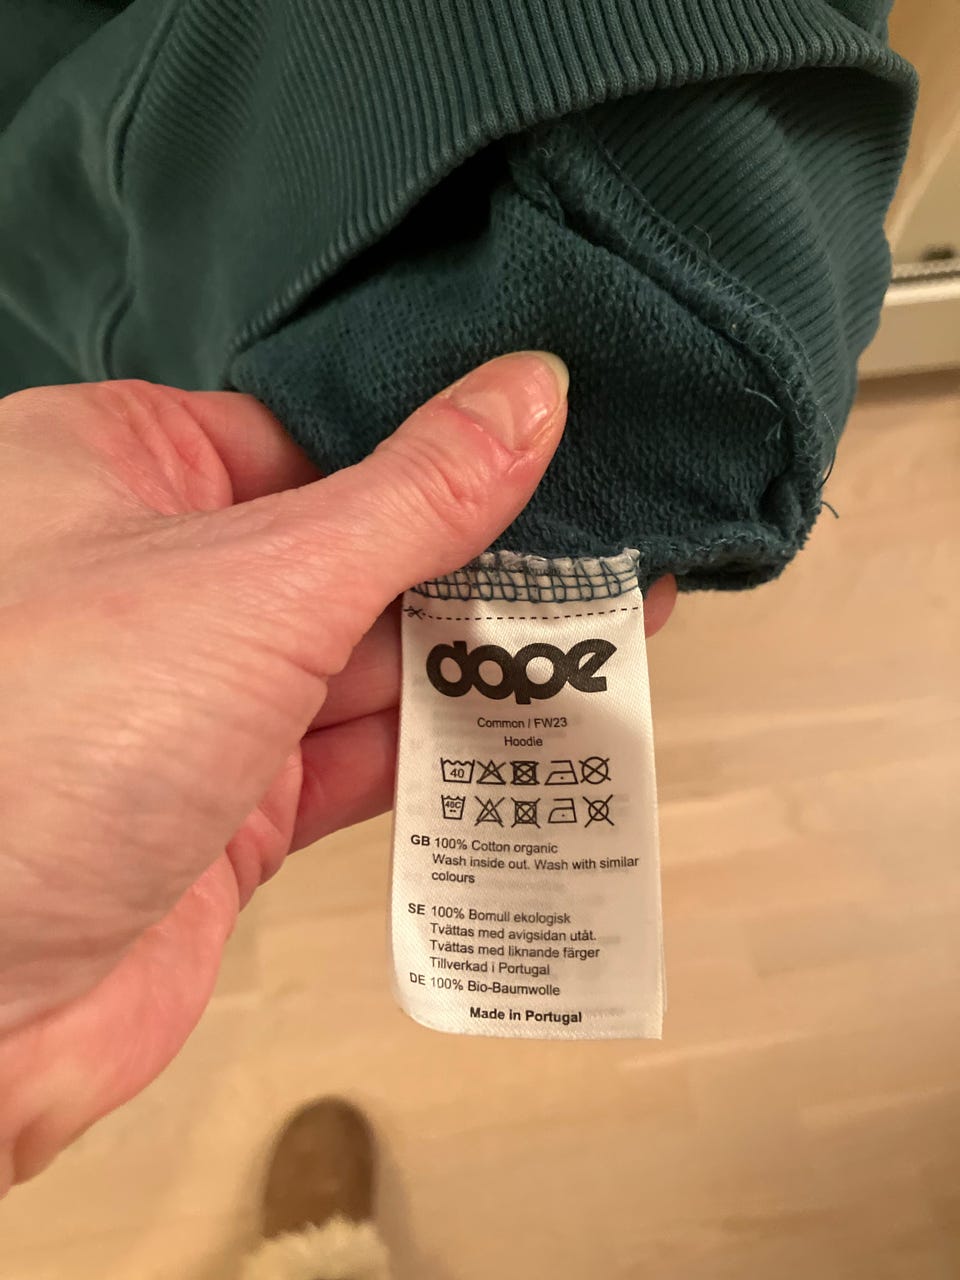 dope
Common / FW23
Hoodie
40
40C
GB 100% Cotton organic
Wash inside out. Wash with similar
colours
SE 100% Bomull ekologisk
Tvättas med avigsidan utåt.
Tvättas med liknande färger
Tillverkad i Portugal
DE 100% Bio-Baumwolle
Made in Portugal